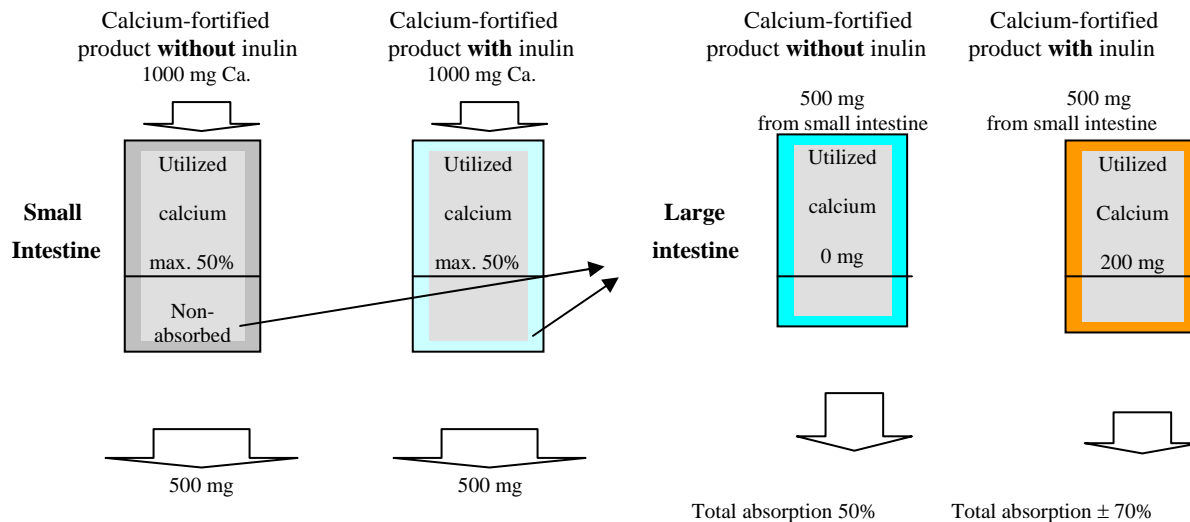 Calcium-fortified
product without inulin
1000 mg Ca.
Calcium-fortified
product with inulin
1000 mg Ca.
Calcium-fortified
product without inulin
500 mg
from small intestine
Calcium-fortified
product with inulin
500 mg
from small intestine
Small
Intestine
Utilized
calcium
max. 50%
Non-
absorbed
Utilized
calcium
max. 50%
Large
intestine
Utilized
calcium
0 mg
Utilized
Calcium
200 mg
500 mg
500 mg
Total absorption 50%
Total absorption ± 70%